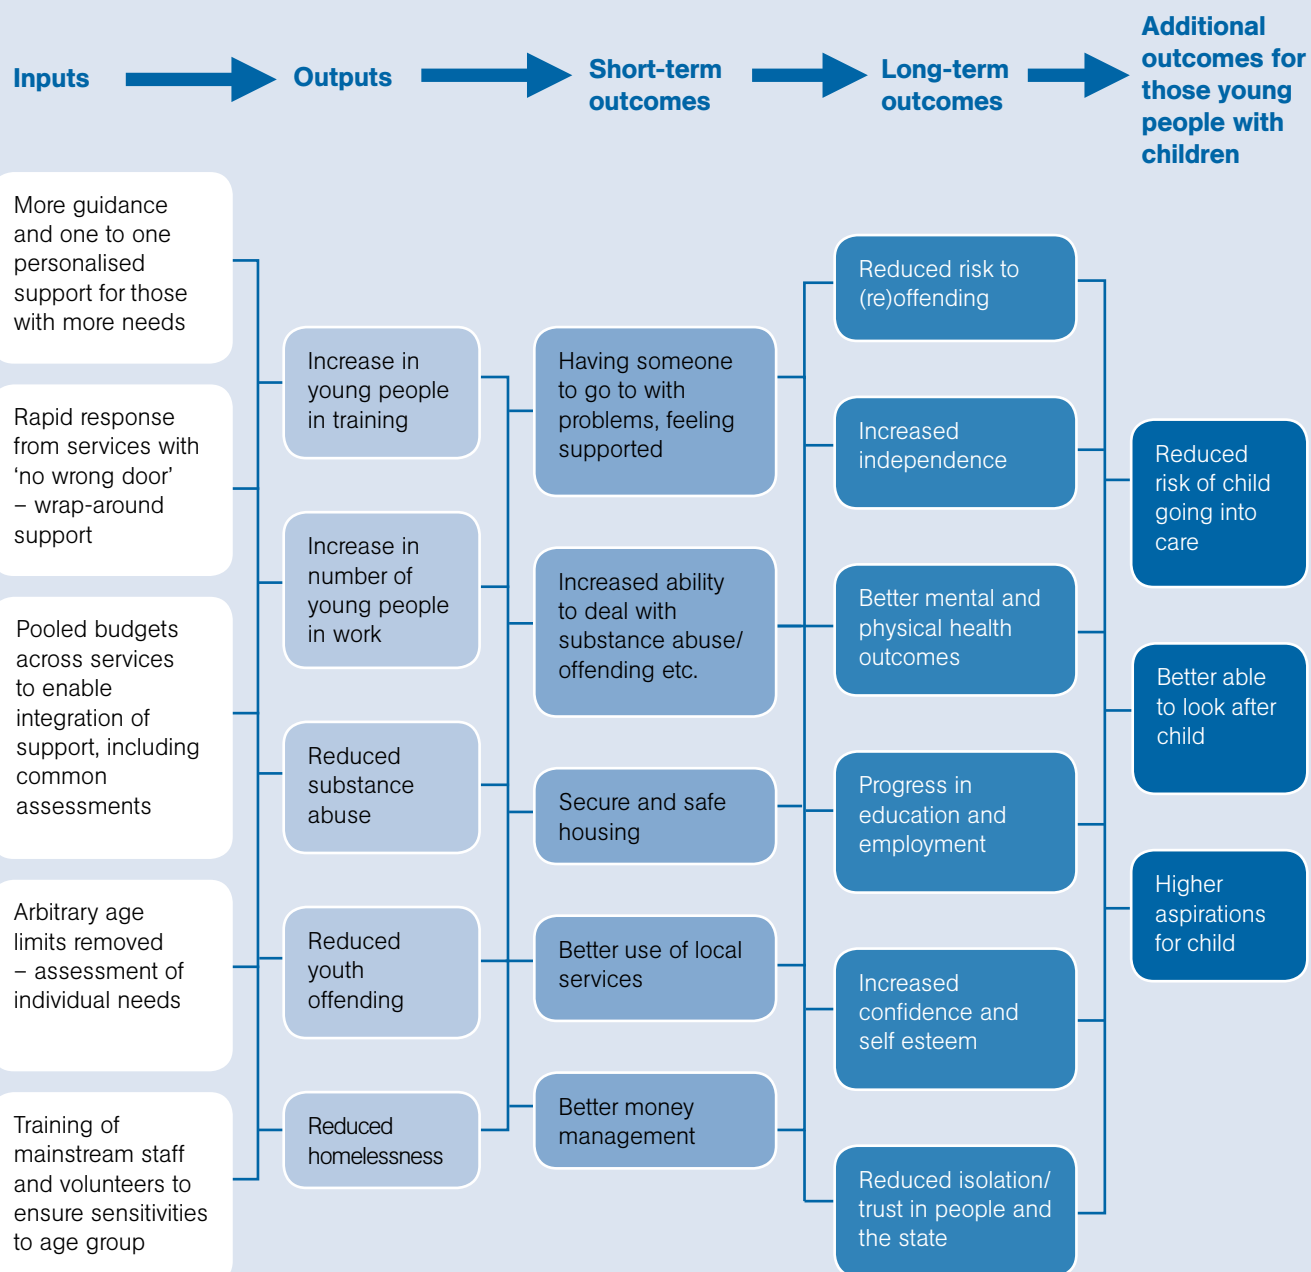 Inputs
Outputs
Short-term
outcomes
Long-term
outcomes
Additional
outcomes for
those young
people with
children
More guidance
and one to one
personalised
support for those
with more needs
Rapid response
from services with
‘no wrong door’
– wrap-around
support
Pooled budgets
across services
to enable
integration of
support, including
common
assessments
Arbitrary age
limits removed
– assessment of
individual needs
Training of
mainstream staff
and volunteers to
ensure sensitivities
to age group
Increase in
young people
in training
Increase in
number of
young people
in work
Reduced
substance
abuse
Reduced
youth
offending
Reduced
homelessness
Having someone
to go to with
problems, feeling
supported
Increased ability
to deal with
substance abuse/
offending etc.
Secure and safe
housing
Better use of local
services
Better money
management
Reduced risk to
(re)offending
Increased
independence
Better mental and
physical health
outcomes
Progress in
education and
employment
Increased
confidence and
self esteem
Reduced isolation/
trust in people and
the state
Reduced
risk of child
going into
care
Better able
to look after
child
Higher
aspirations
for child